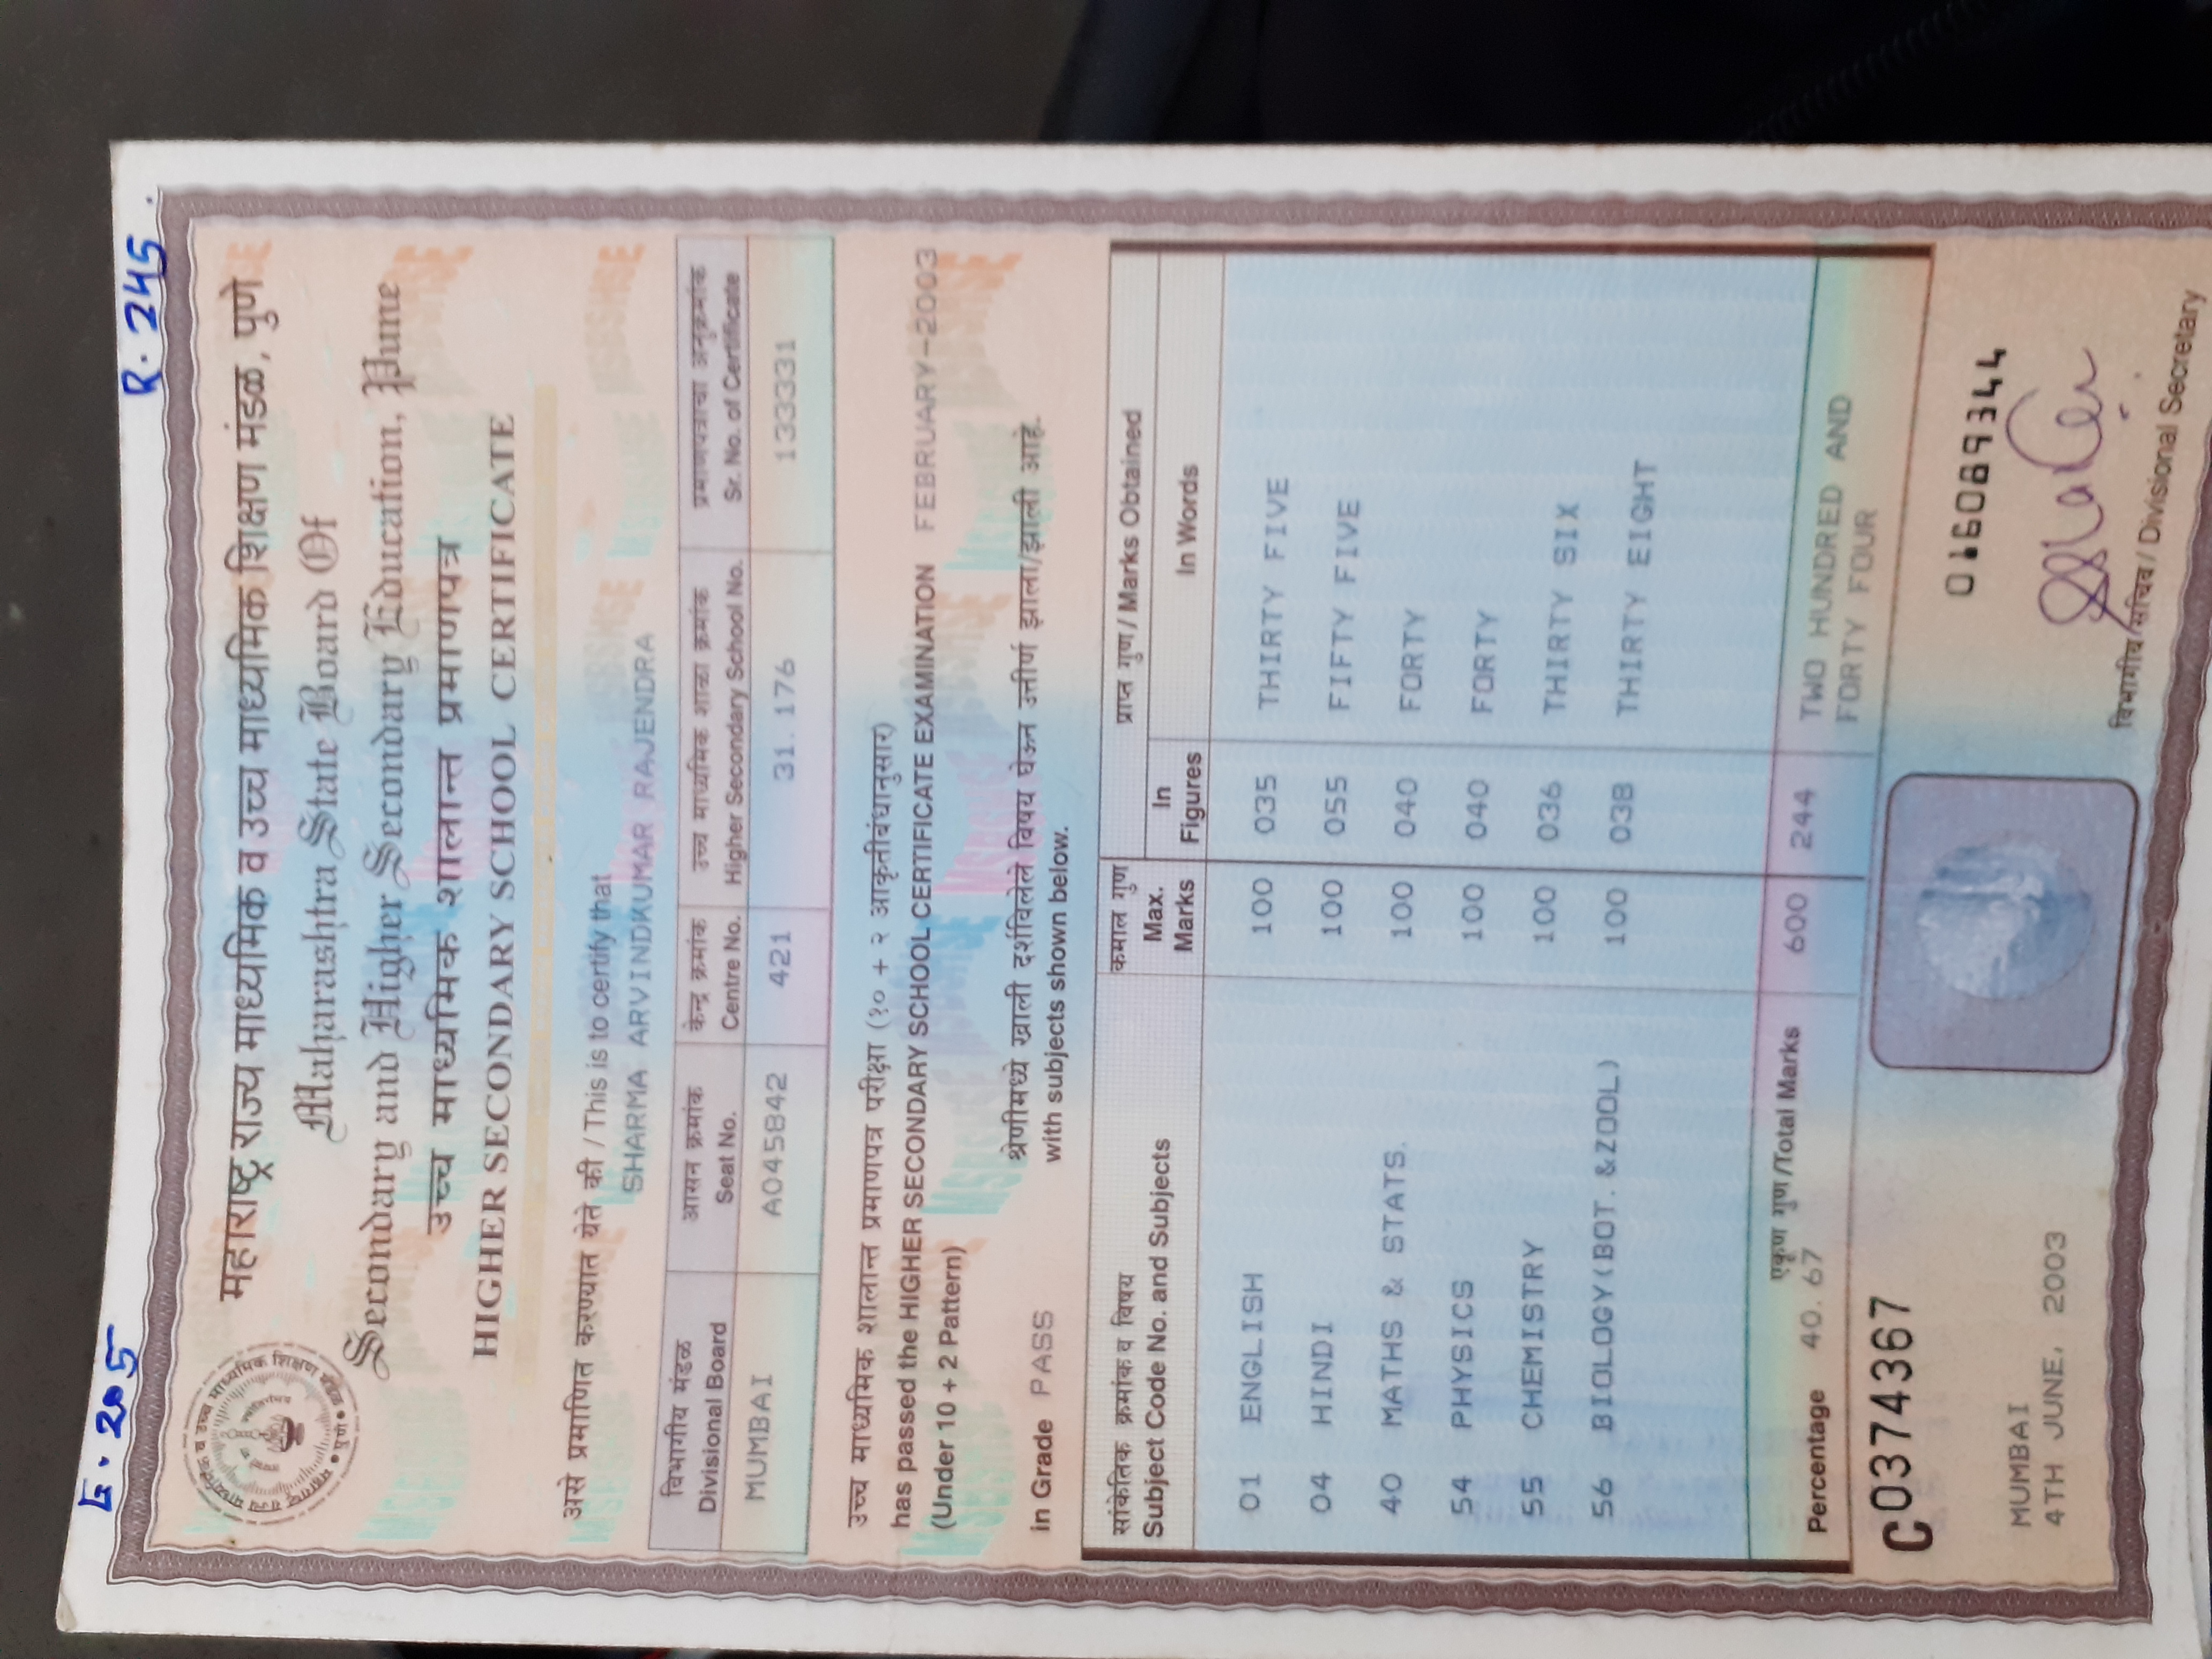 E. 205
R. 245.
महाराष्ट्र राज्य माध्यमिक व उच्च माध्यमिक शिक्षण मंडळ, पुणे
Maharashtra State Board Of
Secondary and Higher Secondary Education, Pune
उच्च माध्यमिक शालान्त प्रमाणपत्र
HIGHER SECONDARY SCHOOL CERTIFICATE
असे प्रमाणित करण्यात येते की / This is to certify that
SHARMA ARVINDKUMAR RAJENDRA
विभागीय मंडळ आसन क्रमांक केन्द्र क्रमांक उच्च माध्यमिक शाळा क्रमांक प्रमाणपत्राचा अनुक्रमांक
Divisional Board Seat No. Centre No. Higher Secondary School No. Sr. No. of Certificate
MUMBAI A045842 421 31.176 133331
उच्च माध्यमिक शालान्त प्रमाणपत्र परीक्षा (१० + २ आकृतीबंधानुसार)
has passed the HIGHER SECONDARY SCHOOL CERTIFICATE EXAMINATION FEBRUARY-2003
(Under 10 + 2 Pattern)
श्रेणीमध्ये खाली दर्शविलेले विषय घेऊन उत्तीर्ण झाला/झाली आहे.
in Grade PASS with subjects shown below.
सांकेतिक क्रमांक व विषय कमाल गुण प्राप्त गुण / Marks Obtained
Subject Code No. and Subjects Max. Marks In Figures In Words
01 ENGLISH 100 035 THIRTY FIVE
04 HINDI 100 055 FIFTY FIVE
40 MATHS & STATS. 100 040 FORTY
54 PHYSICS 100 040 FORTY
55 CHEMISTRY 100 036 THIRTY SIX
56 BIOLOGY(BOT.&ZOOL) 100 038 THIRTY EIGHT
Percentage 40.67 एकूण गुण/Total Marks 600 244 TWO HUNDRED AND
FORTY FOUR
C0374367
016089344
MUMBAI
4TH JUNE, 2003
विभागीय सचिव / Divisional Secretary